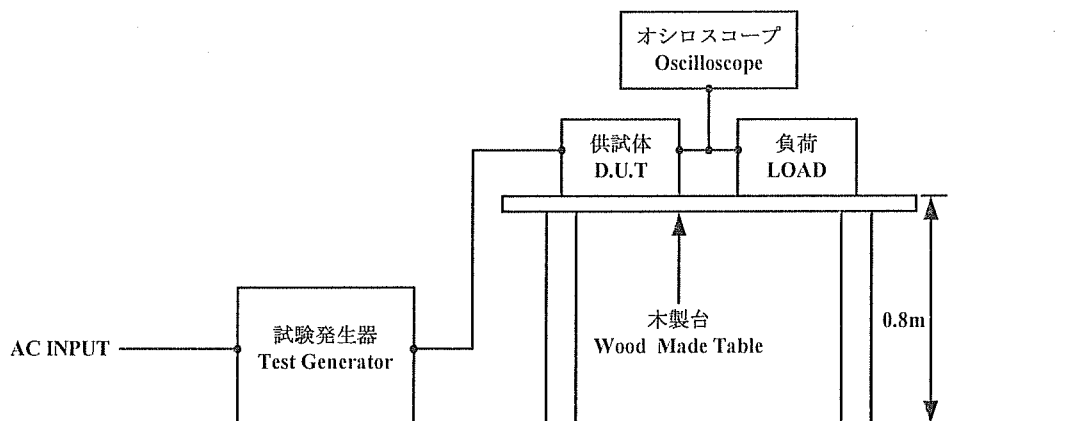 オシロスコープ
Oscilloscope
供試体
D.U.T
負荷
LOAD
試験発生器
Test Generator
AC INPUT
木製台
Wood Made Table
0.8m